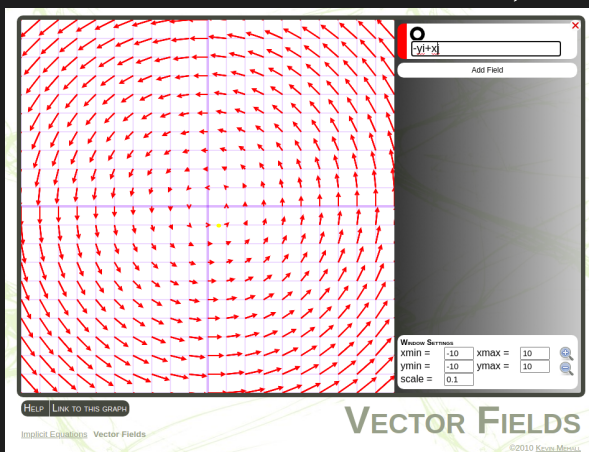 -yi+xj
Add Field
Window Settings
xmin = -10 xmax = 10
ymin = -10 ymax = 10
scale = 0.1
Help Link to this graph
Vector Fields
Implicit Equations Vector Fields
©2010 Kevin Mehall